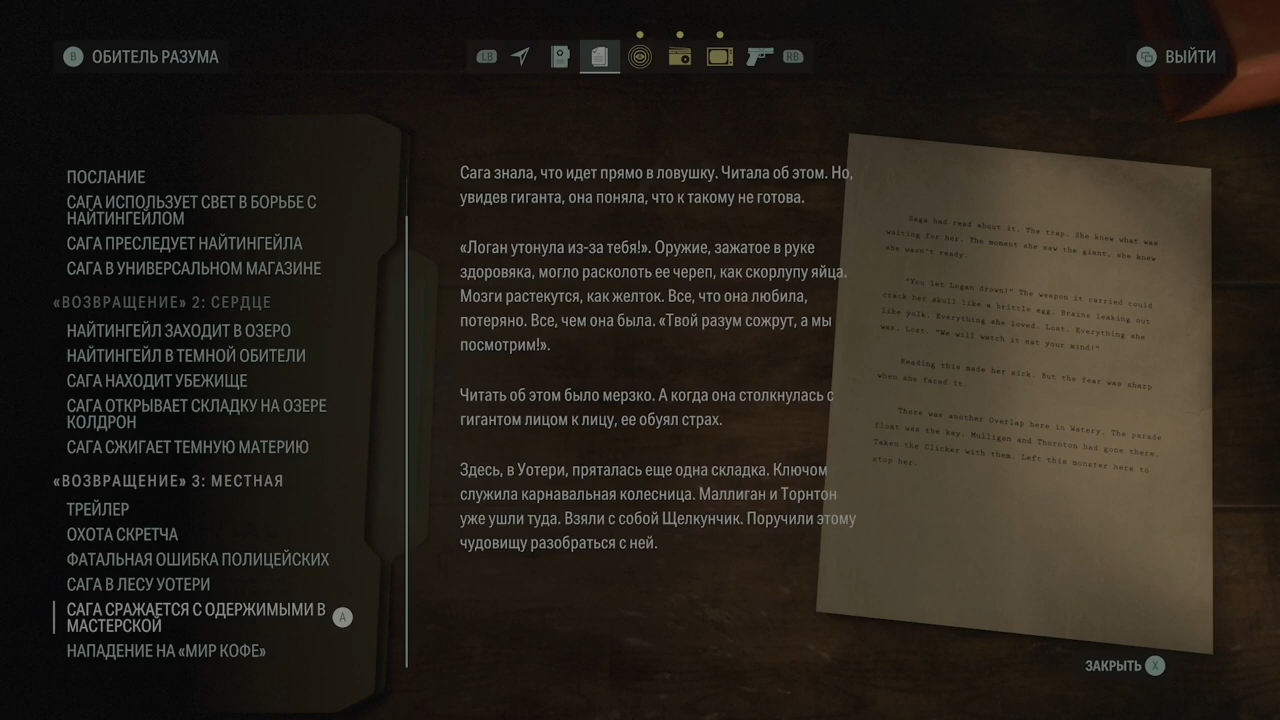 B ОБИТЕЛЬ РАЗУМА
LB
RB
ВЫЙТИ
ПОСЛАНИЕ
САГА ИСПОЛЬЗУЕТ СВЕТ В БОРЬБЕ С
НАЙТИНГЕЙЛОМ
САГА ПРЕСЛЕДУЕТ НАЙТИНГЕЙЛА
САГА В УНИВЕРСАЛЬНОМ МАГАЗИНЕ
«ВОЗВРАЩЕНИЕ» 2: СЕРДЦЕ
НАЙТИНГЕЙЛ ЗАХОДИТ В ОЗЕРО
НАЙТИНГЕЙЛ В ТЕМНОЙ ОБИТЕЛИ
САГА НАХОДИТ УБЕЖИЩЕ
САГА ОТКРЫВАЕТ СКЛАДКУ НА ОЗЕРЕ
КОЛДРОН
САГА СЖИГАЕТ ТЕМНУЮ МАТЕРИЮ
«ВОЗВРАЩЕНИЕ» 3: МЕСТНАЯ
ТРЕЙЛЕР
ОХОТА СКРЕТЧА
ФАТАЛЬНАЯ ОШИБКА ПОЛИЦЕЙСКИХ
САГА В ЛЕСУ УОТЕРИ
САГА СРАЖАЕТСЯ С ОДЕРЖИМЫМИ В
МАСТЕРСКОЙ
A
НАПАДЕНИЕ НА «МИР КОФЕ»
Сага знала, что идет прямо в ловушку. Читала об этом. Но,
увидев гиганта, она поняла, что к такому не готова.
«Логан утонула из-за тебя!». Оружие, зажатое в руке
здоровяка, могло расколоть ее череп, как скорлупу яйца.
Мозги растекутся, как желток. Все, что она любила,
потеряно. Все, чем она была. «Твой разум сожрут, а мы
посмотрим!».
Читать об этом было мерзко. А когда она столкнулась с
гигантом лицом к лицу, ее обуял страх.
Здесь, в Уотери, пряталась еще одна складка. Ключом
служила карнавальная колесница. Маллиган и Торнтон
уже ушли туда. Взяли с собой Щелкунчик. Поручили этому
чудовищу разобраться с ней.
Saga had read about it. The trap. She knew what was
waiting for her. The moment she saw the giant, she knew
she wasn't ready.
"You let Logan drown!" The weapon it carried could
crack her skull like a brittle egg. Brains leaking out
like yolk. Everything she loved. Lost. Everything she
was. Lost. "We will watch it eat your mind!"
Reading this made her sick. But the fear was sharp
when she faced it.
There was another Overlap here in Watery. The parade
float was the key. Mulligan and Thornton had gone there.
Taken the Clicker with them. Left this monster here to
stop her.
ЗАКРЫТЬ X